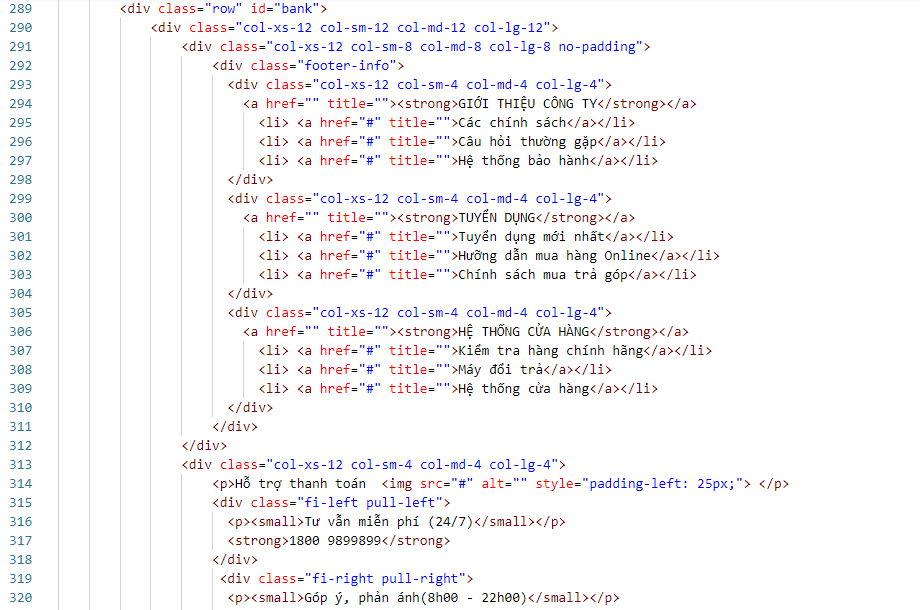 289 <div class="row" id="bank">
290 <div class="col-xs-12 col-sm-12 col-md-12 col-lg-12">
291 <div class="col-xs-12 col-sm-8 col-md-8 col-lg-8 no-padding">
292 <div class="footer-info">
293 <div class="col-xs-12 col-sm-4 col-md-4 col-lg-4">
294 <a href="" title=""><strong>GIỚI THIỆU CÔNG TY</strong></a>
295 <li> <a href="#" title="">Các chính sách</a></li>
296 <li> <a href="#" title="">Câu hỏi thường gặp</a></li>
297 <li> <a href="#" title="">Hệ thống bảo hành</a></li>
298 </div>
299 <div class="col-xs-12 col-sm-4 col-md-4 col-lg-4">
300 <a href="" title=""><strong>TUYỂN DỤNG</strong></a>
301 <li> <a href="#" title="">Tuyển dụng mới nhất</a></li>
302 <li> <a href="#" title="">Hưỡng dẫn mua hàng Online</a></li>
303 <li> <a href="#" title="">Chính sách mua trả góp</a></li>
304 </div>
305 <div class="col-xs-12 col-sm-4 col-md-4 col-lg-4">
306 <a href="" title=""><strong>HỆ THỐNG CỬA HÀNG</strong></a>
307 <li> <a href="#" title="">Kiểm tra hàng chính hãng</a></li>
308 <li> <a href="#" title="">Máy đổi trả</a></li>
309 <li> <a href="#" title="">Hệ thống cửa hàng</a></li>
310 </div>
311 </div>
312 </div>
313 <div class="col-xs-12 col-sm-4 col-md-4 col-lg-4">
314 <p>Hỗ trợ thanh toán  <img src="#" alt="" style="padding-left: 25px;"> </p>
315 <div class="fi-left pull-left">
316 <p><small>Tư vẫn miễn phí (24/7)</small></p>
317 <strong>1800 9899899</strong>
318 </div>
319 <div class="fi-right pull-right">
320 <p><small>Góp ý, phản ánh(8h00 - 22h00)</small></p>